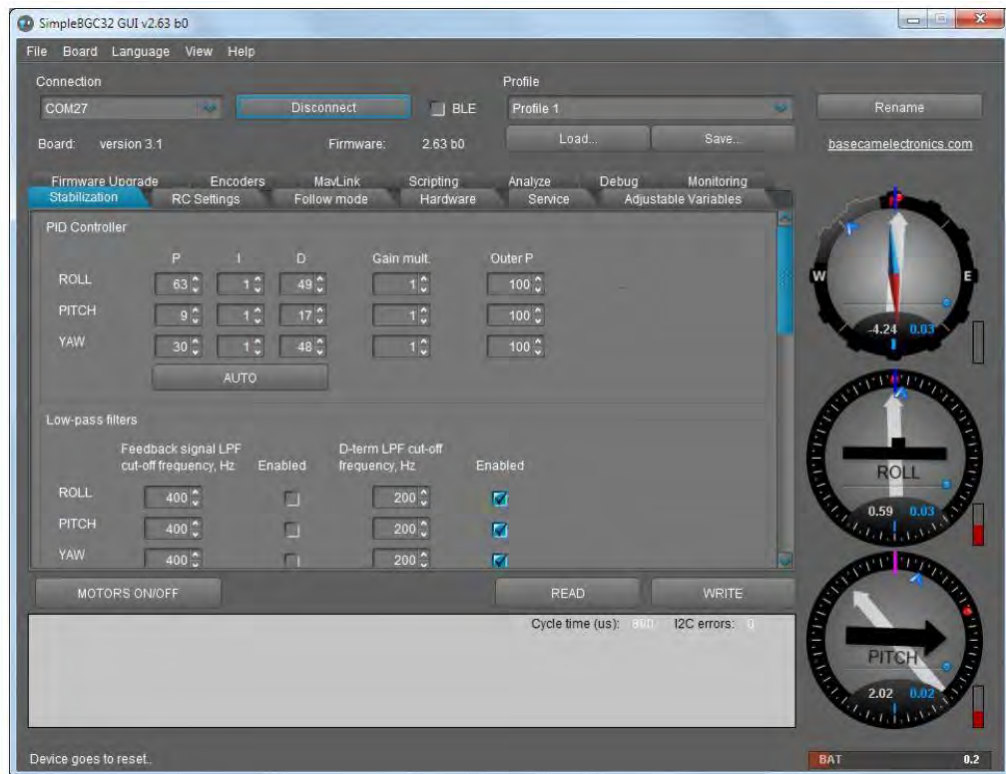 SimpleBGC32 GUI v2.63 b0
File Board Language View Help
Connection Profile
COM27 Disconnect BLE Profile 1 Rename
Board: version 3.1 Firmware: 2.63 b0 Load... Save... basecamelectronics.com
Firmware Upgrade Encoders MavLink Scripting Analyze Debug Monitoring
Stabilization RC Settings Follow mode Hardware Service Adjustable Variables
PID Controller
P I D Gain mult. Outer P
ROLL 63 1 49 1 100
PITCH 9 1 17 1 100
YAW 30 1 48 1 100
AUTO
Low-pass filters
Feedback signal LPF cut-off frequency, Hz Enabled D-term LPF cut-off frequency, Hz Enabled
ROLL 400 200
PITCH 400 200
YAW 400 200
MOTORS ON/OFF READ WRITE
Cycle time (us): I2C errors: 0
Device goes to reset..
W E
-4.24 0.03
ROLL
0.59 0.03
PITCH
2.02 0.02
BAT 0.2